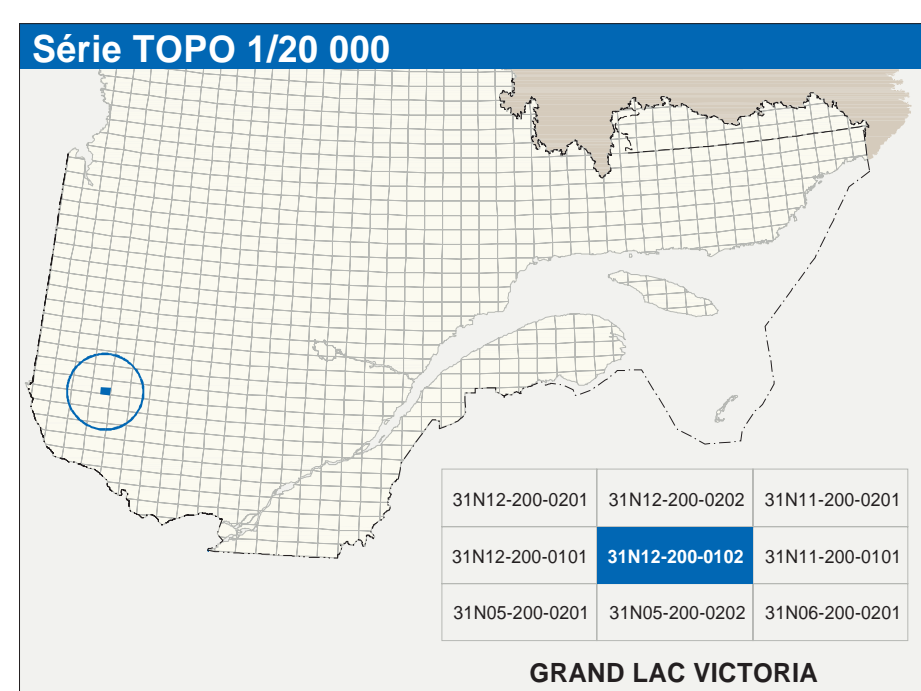 Série TOPO 1/20 000
31N12-200-0201 31N12-200-0202 31N11-200-0201
31N12-200-0101 31N12-200-0102 31N11-200-0101
31N05-200-0201 31N05-200-0202 31N06-200-0201
GRAND LAC VICTORIA